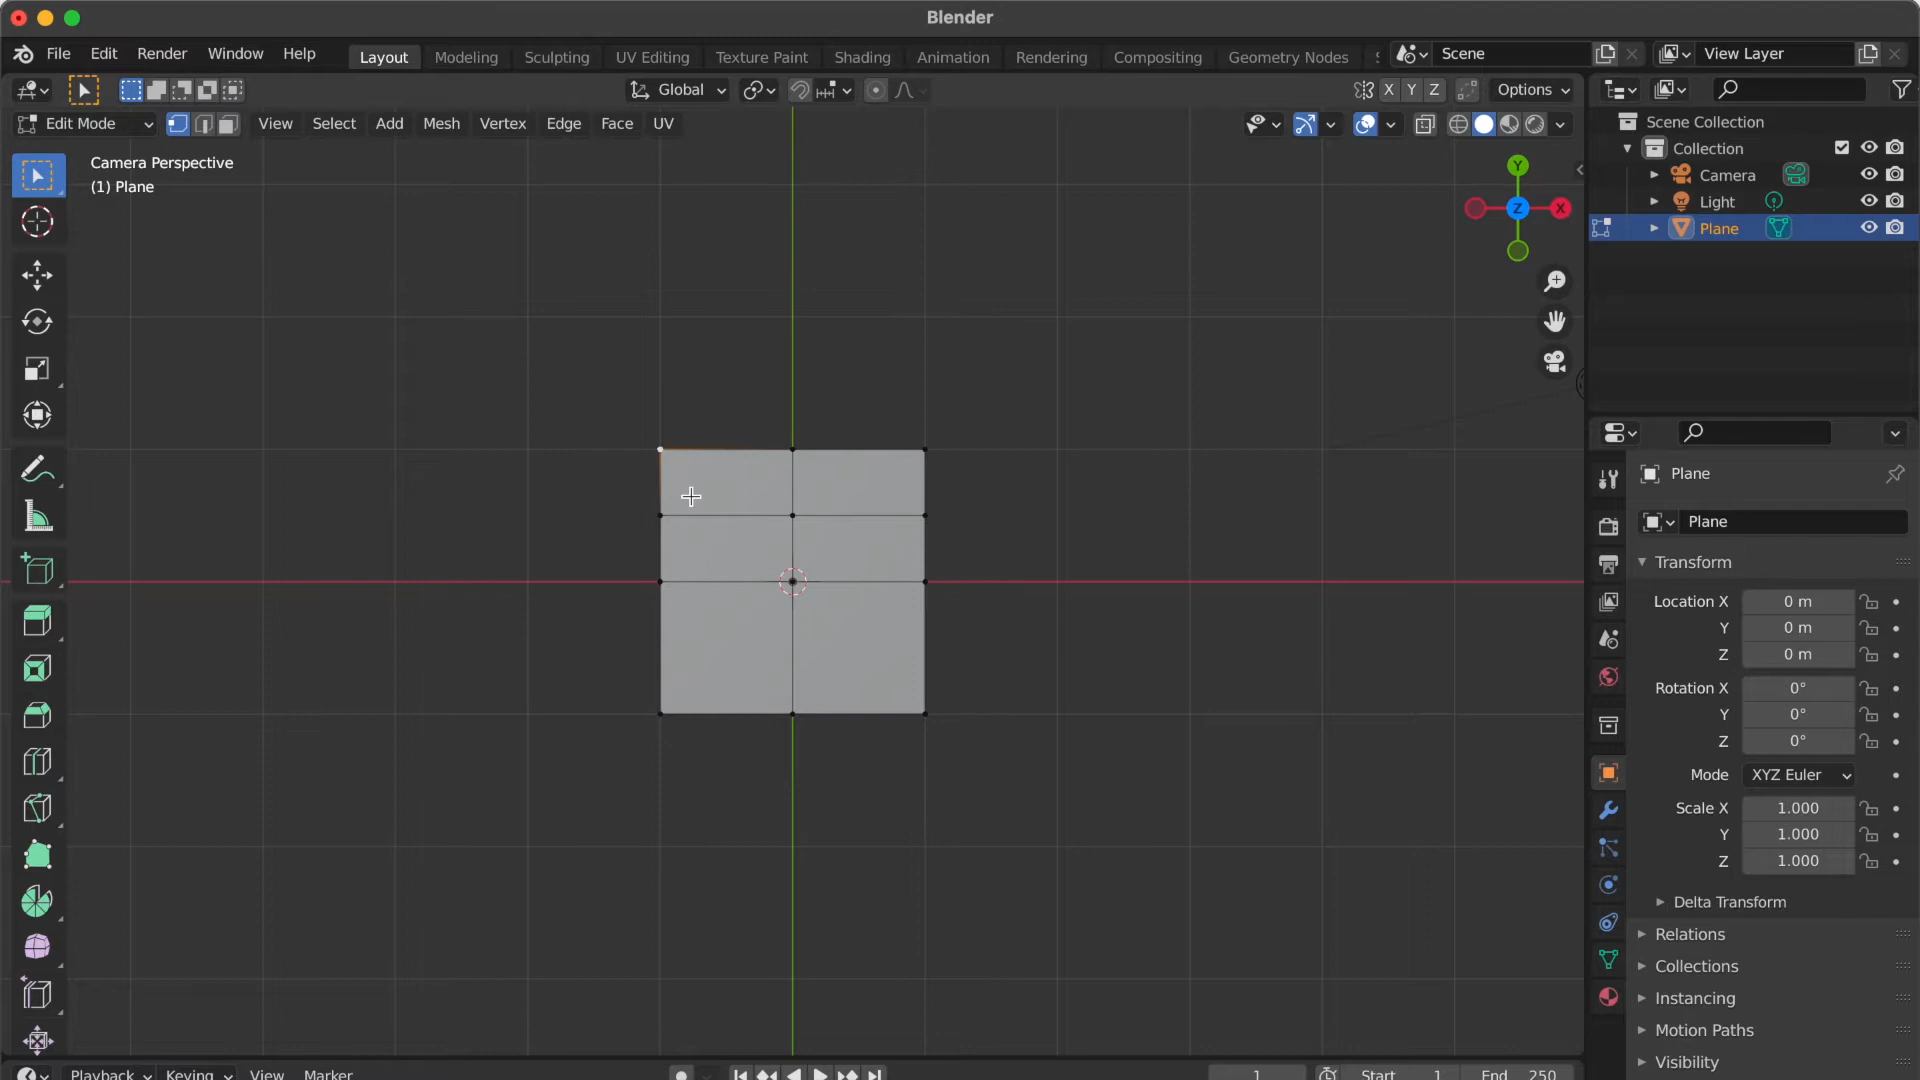 Blender
File Edit Render Window Help Layout Modeling Sculpting UV Editing Texture Paint Shading Animation Rendering Compositing Geometry Nodes Scene View Layer
Global X Y Z Options
Edit Mode View Select Add Mesh Vertex Edge Face UV
Camera Perspective
(1) Plane
Y
Z X
Scene Collection
Collection
Camera
Light
Plane
Plane
Plane
Transform
Location X 0 m
Y 0 m
Z 0 m
Rotation X 0°
Y 0°
Z 0°
Mode XYZ Euler
Scale X 1.000
Y 1.000
Z 1.000
Delta Transform
Relations
Collections
Instancing
Motion Paths
Visibility
Playback Keying View Marker 1 Start 1 End 250